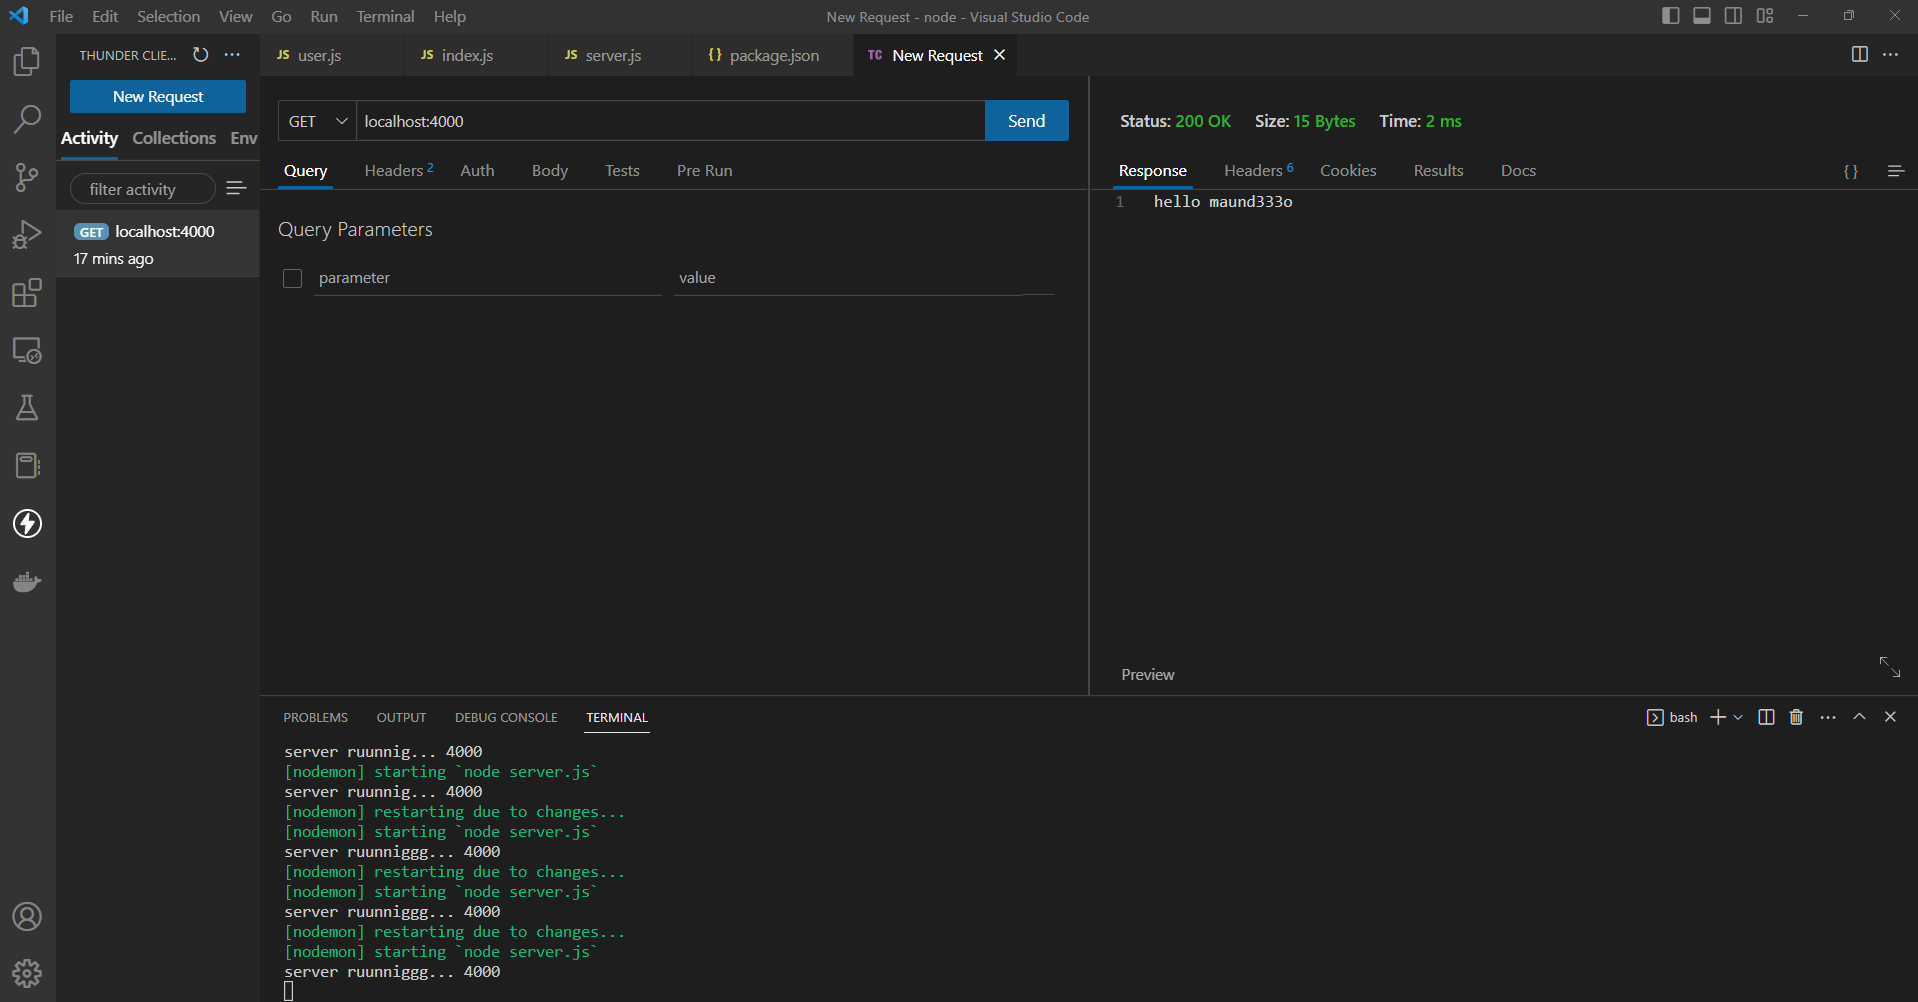 File Edit Selection View Go Run Terminal Help
New Request - node - Visual Studio Code
THUNDER CLIE...
New Request
Activity Collections Env
filter activity
GET localhost:4000
17 mins ago
JS user.js
JS index.js
JS server.js
{} package.json
TC New Request
GET localhost:4000 Send
Query Headers 2 Auth Body Tests Pre Run
Query Parameters
parameter value
Status: 200 OK Size: 15 Bytes Time: 2 ms
Response Headers 6 Cookies Results Docs {}
1 hello maund333o
Preview
PROBLEMS OUTPUT DEBUG CONSOLE TERMINAL
bash
server ruunnig... 4000
[nodemon] starting `node server.js`
server ruunnig... 4000
[nodemon] restarting due to changes...
[nodemon] starting `node server.js`
server ruunniggg... 4000
[nodemon] restarting due to changes...
[nodemon] starting `node server.js`
server ruunniggg... 4000
[nodemon] restarting due to changes...
[nodemon] starting `node server.js`
server ruunniggg... 4000